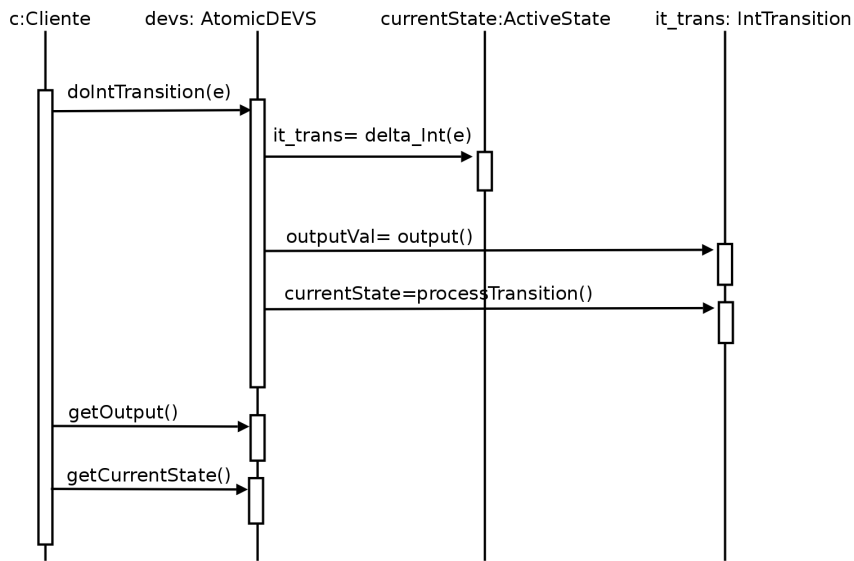 c:Cliente
devs: AtomicDEVS
currentState:ActiveState
it_trans: IntTransition
doIntTransition(e)
it_trans= delta_Int(e)
outputVal= output()
currentState=processTransition()
getOutput()
getCurrentState()